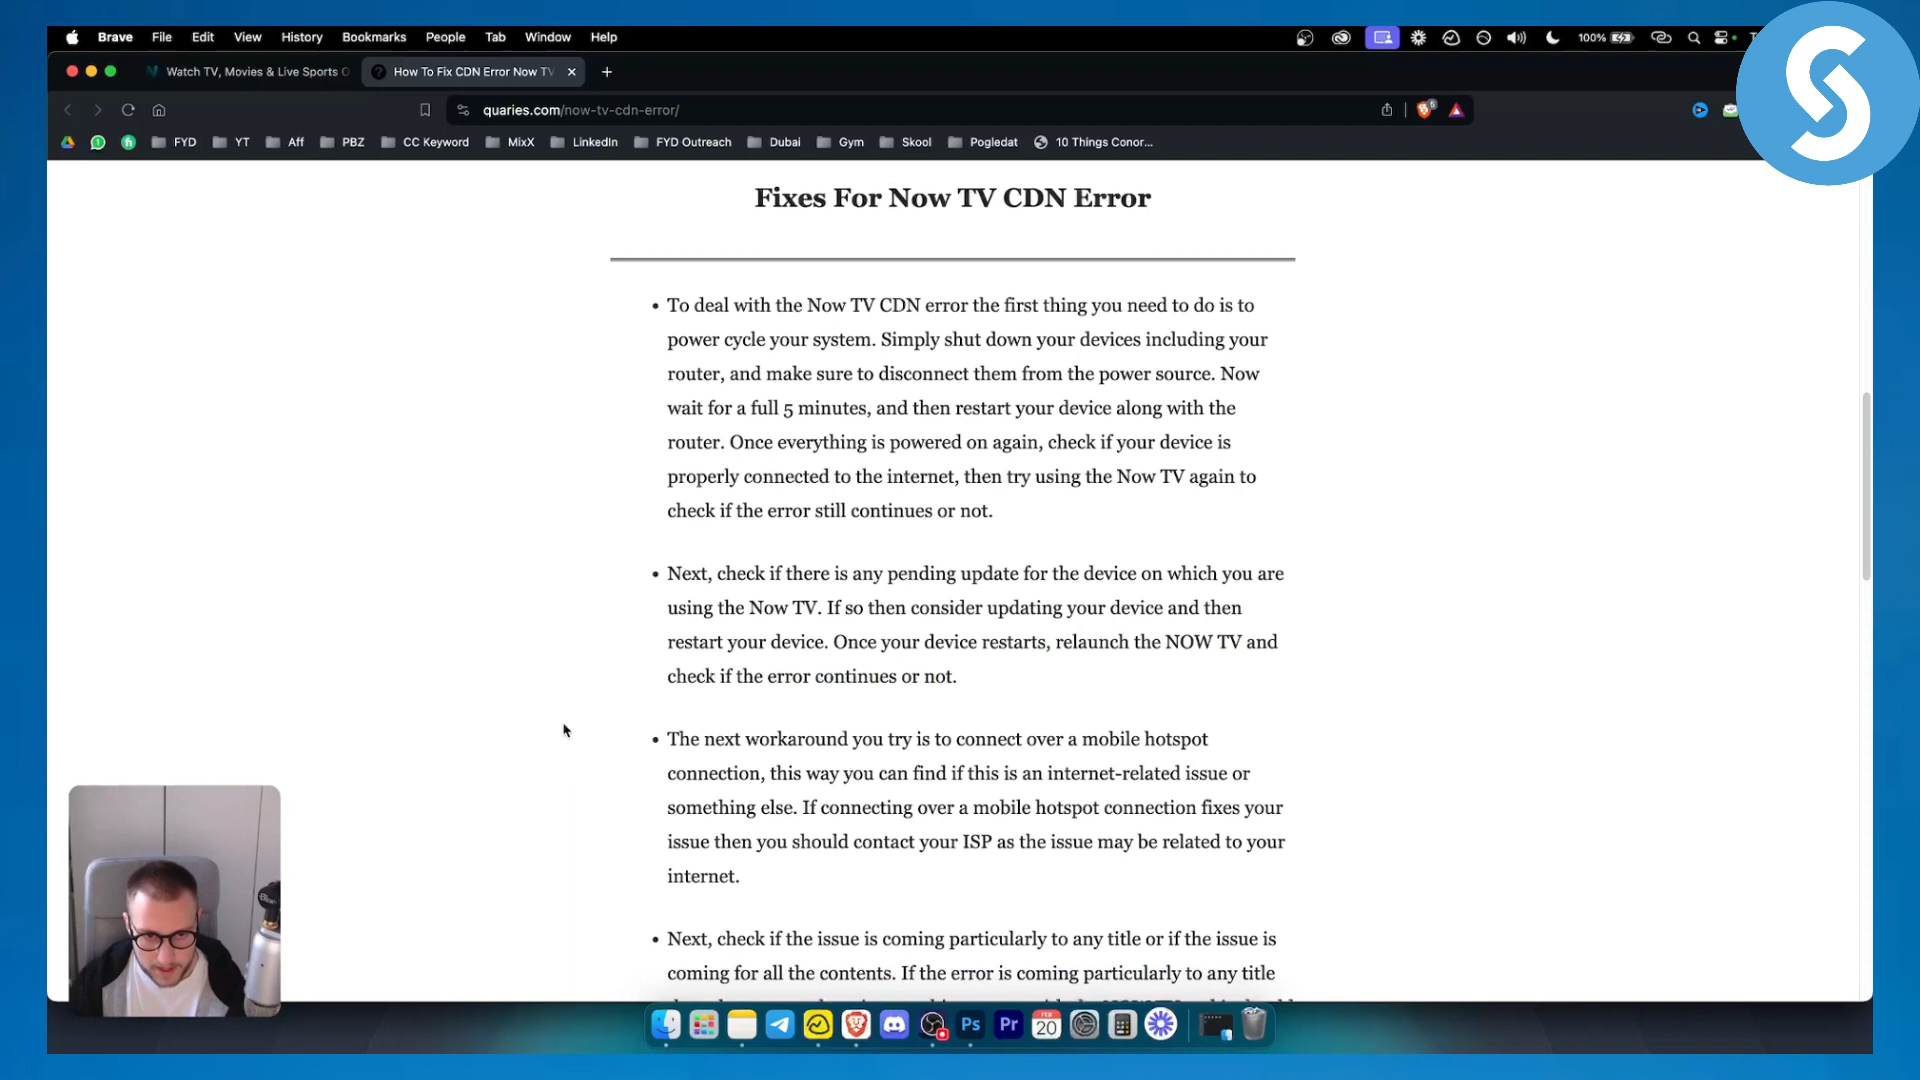 Brave File Edit View History Bookmarks People Tab Window Help 100%
Watch TV, Movies & Live Sports O
How To Fix CDN Error Now TV
quaries.com/now-tv-cdn-error/
FYD YT Aff PBZ CC Keyword MixX LinkedIn FYD Outreach Dubai Gym Skool Pogledat 10 Things Conor...
Fixes For Now TV CDN Error
• To deal with the Now TV CDN error the first thing you need to do is to
power cycle your system. Simply shut down your devices including your
router, and make sure to disconnect them from the power source. Now
wait for a full 5 minutes, and then restart your device along with the
router. Once everything is powered on again, check if your device is
properly connected to the internet, then try using the Now TV again to
check if the error still continues or not.
• Next, check if there is any pending update for the device on which you are
using the Now TV. If so then consider updating your device and then
restart your device. Once your device restarts, relaunch the NOW TV and
check if the error continues or not.
• The next workaround you try is to connect over a mobile hotspot
connection, this way you can find if this is an internet-related issue or
something else. If connecting over a mobile hotspot connection fixes your
issue then you should contact your ISP as the issue may be related to your
internet.
• Next, check if the issue is coming particularly to any title or if the issue is
coming for all the contents. If the error is coming particularly to any title
Ps Pr FEB 20